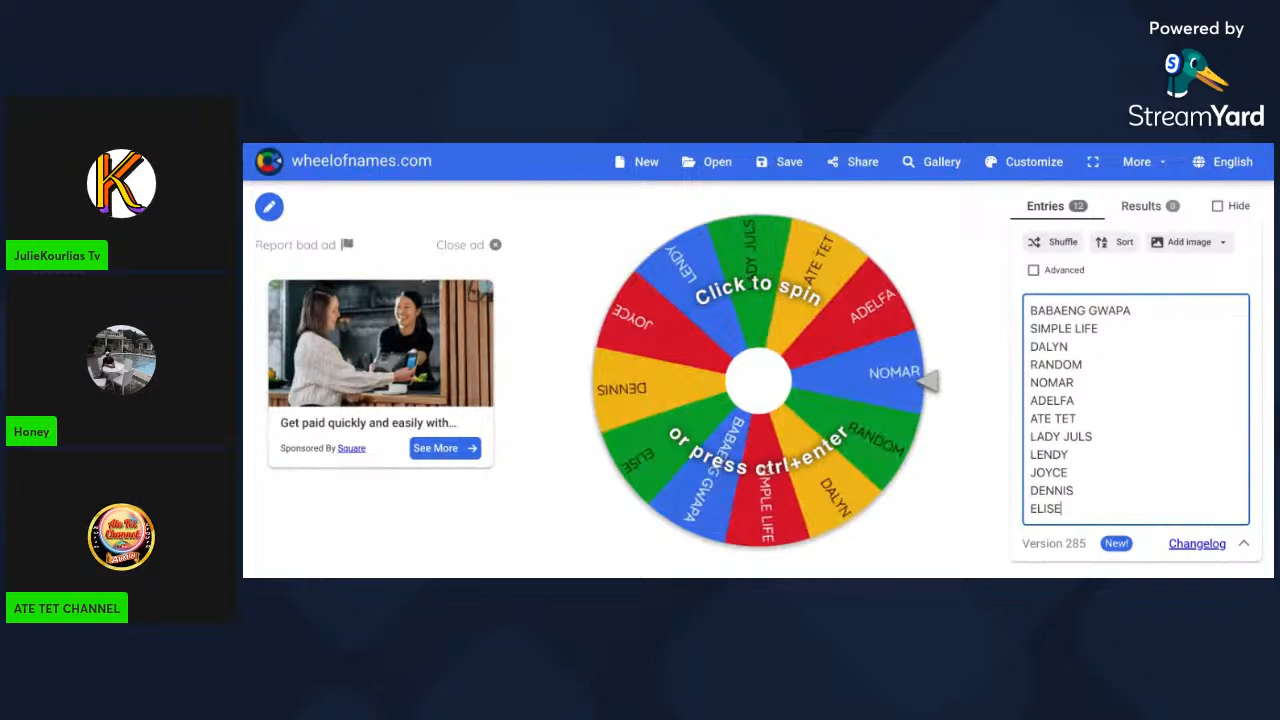 Powered by
StreamYard
JulieKourlias Tv
Honey
Ate Tet
Channel
ATE TET CHANNEL
wheelofnames.com
New
Open
Save
Share
Gallery
Customize
More
English
Report bad ad
Close ad
Get paid quickly and easily with...
Sponsored By Square
See More
Click to spin
or press ctrl+enter
LADY JULS
ATE TET
ADELFA
NOMAR
RANDOM
DALYN
SIMPLE LIFE
BABAENG GWAPA
ELISE
DENNIS
JOYCE
LENDY
Entries 12
Results 0
Hide
Shuffle
Sort
Add image
Advanced
BABAENG GWAPA
SIMPLE LIFE
DALYN
RANDOM
NOMAR
ADELFA
ATE TET
LADY JULS
LENDY
JOYCE
DENNIS
ELISE
Version 285
New!
Changelog